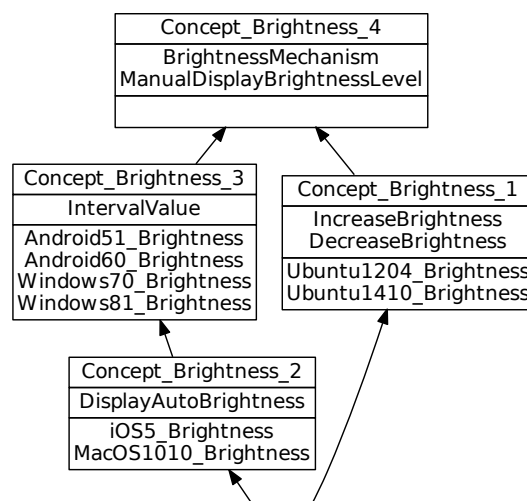 Concept_Brightness_4
BrightnessMechanism
ManualDisplayBrightnessLevel
Concept_Brightness_3
IntervalValue
Android51_Brightness
Android60_Brightness
Windows70_Brightness
Windows81_Brightness
Concept_Brightness_1
IncreaseBrightness
DecreaseBrightness
Ubuntu1204_Brightness
Ubuntu1410_Brightness
Concept_Brightness_2
DisplayAutoBrightness
iOS5_Brightness
MacOS1010_Brightness